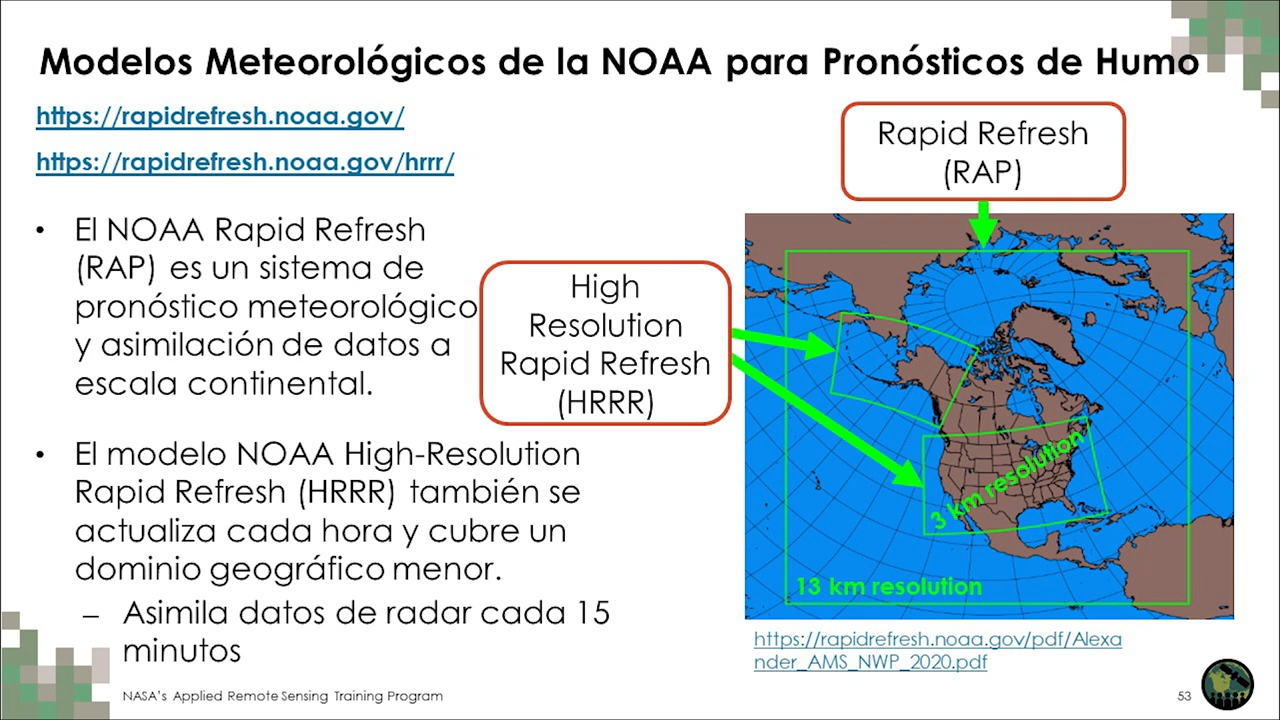 Modelos Meteorológicos de la NOAA para Pronósticos de Humo
https://rapidrefresh.noaa.gov/
https://rapidrefresh.noaa.gov/hrrr/
• El NOAA Rapid Refresh
(RAP) es un sistema de
pronóstico meteorológico
y asimilación de datos a
escala continental.
• El modelo NOAA High-Resolution
Rapid Refresh (HRRR) también se
actualiza cada hora y cubre un
dominio geográfico menor.
– Asimila datos de radar cada 15
minutos
High
Resolution
Rapid Refresh
(HRRR)
Rapid Refresh
(RAP)
3 km resolution
13 km resolution
https://rapidrefresh.noaa.gov/pdf/Alexa
nder_AMS_NWP_2020.pdf
NASA's Applied Remote Sensing Training Program
53